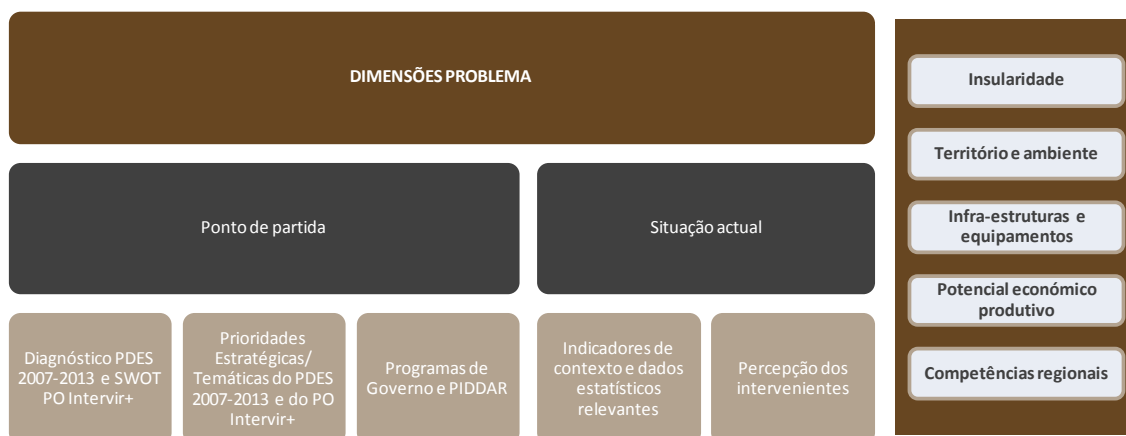 DIMENSÕES PROBLEMA
Ponto de partida
Situação actual
Diagnóstico PDES
2007-2013 e SWOT
PO Intervir+
Prioridades
Estratégicas/
Temáticas do PDES
2007-2013 e do PO
Intervir+
Programas de
Governo e PIDDAR
Indicadores de
contexto e dados
estatísticos
relevantes
Percepção dos
intervenientes
Insularidade
Território e ambiente
Infra-estruturas e
equipamentos
Potencial económico
produtivo
Competências regionais